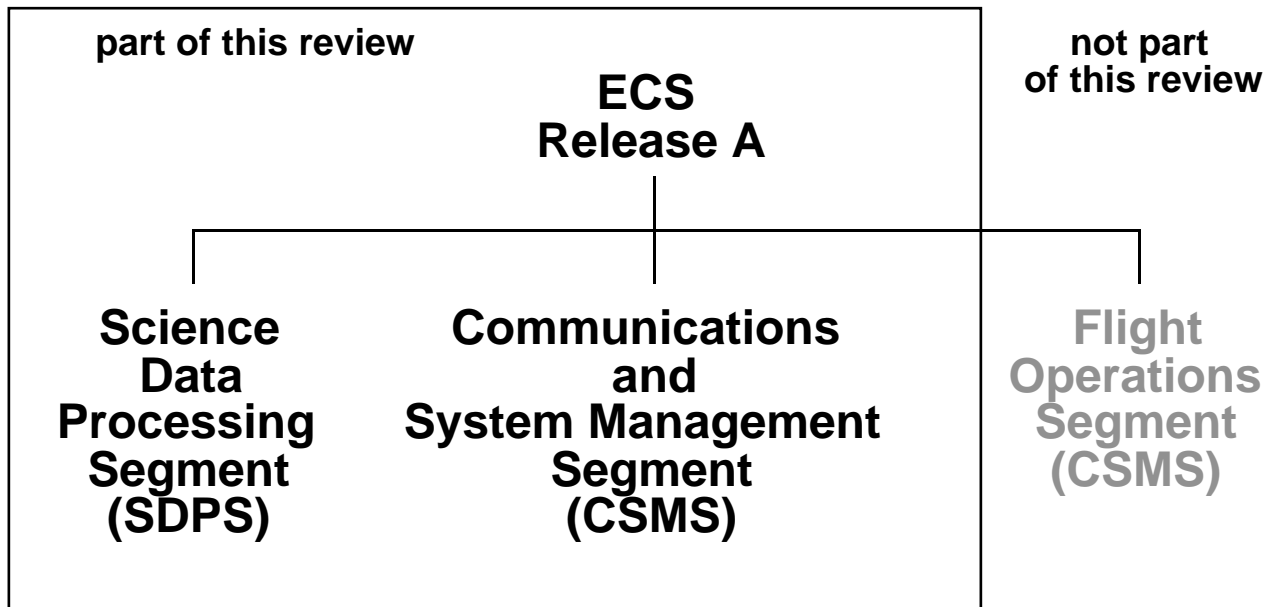 part of this review
not part
of this review
ECS
Release A
Science
Data
Processing
Segment
(SDPS)
Communications
and
System Management
Segment
(CSMS)
Flight
Operations
Segment
(CSMS)